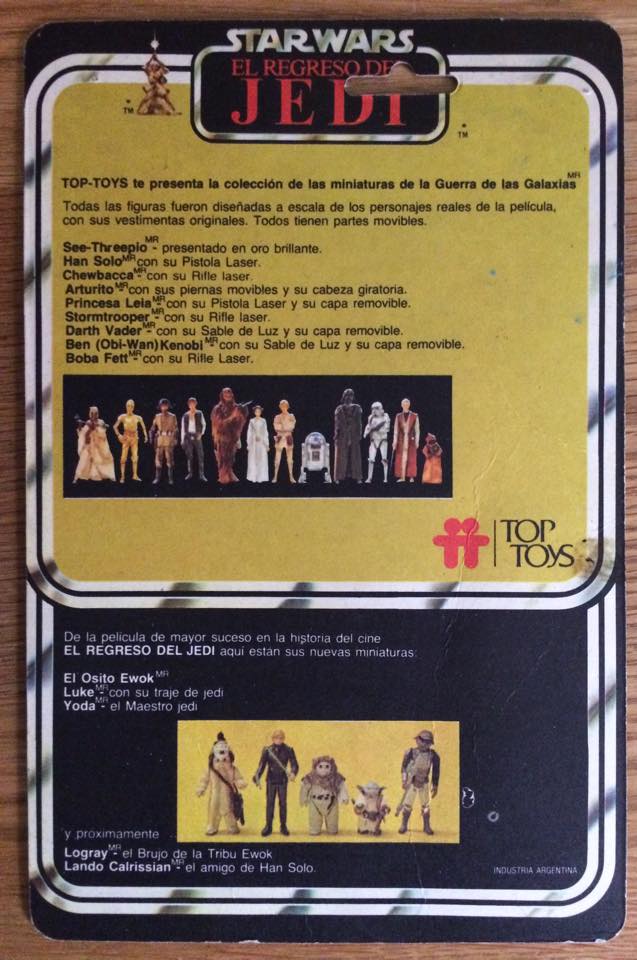 STAR WARS
EL REGRESO DEL
JEDI
TM
TM
TOP-TOYS te presenta la colección de las miniaturas de la Guerra de las Galaxias MR
Todas las figuras fueron diseñadas a escala de los personajes reales de la película,
con sus vestimentas originales. Todos tienen partes movibles.
See-Threepio MR - presentado en oro brillante.
Han Solo MR - con su Pistola Laser.
Chewbacca MR - con su Rifle laser.
Arturito MR - con sus piernas movibles y su cabeza giratoria.
Princesa Leia MR - con su Pistola Laser y su capa removible.
Stormtrooper MR - con su Rifle laser.
Darth Vader MR - con su Sable de Luz y su capa removible.
Ben (Obi-Wan) Kenobi MR - con su Sable de Luz y su capa removible.
Boba Fett MR - con su Rifle Laser.
TOP
TOYS
De la película de mayor suceso en la historia del cine
EL REGRESO DEL JEDI aquí están sus nuevas miniaturas:
El Osito Ewok MR
Luke MR - con su traje de jedi
Yoda MR - el Maestro jedi
y próximamente ...
Logray MR - el Brujo de la Tribu Ewok
Lando Calrissian MR - el amigo de Han Solo.
INDUSTRIA ARGENTINA